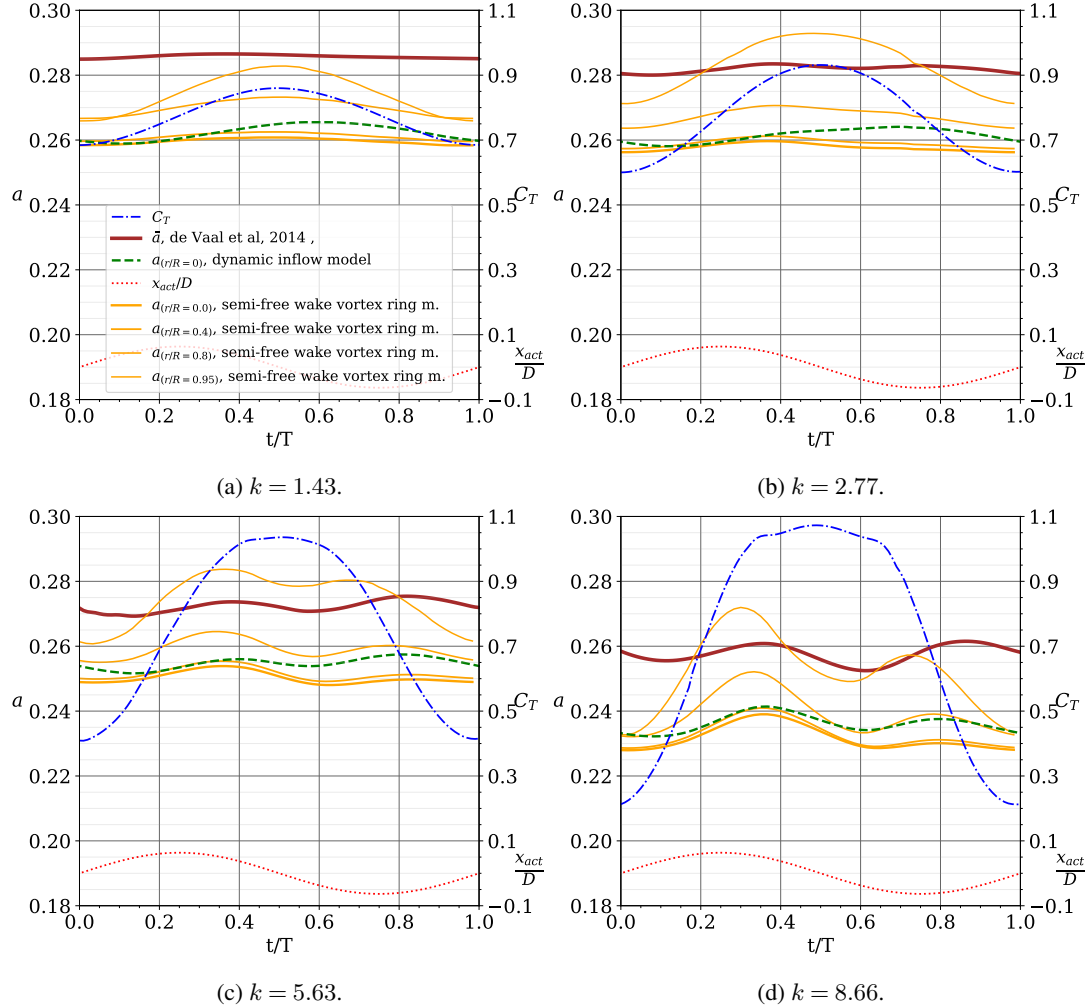 0.30
0.28
0.26
0.24
0.22
0.20
0.18
a
1.1
0.9
0.7
0.5
0.3
0.1
−0.1
C_T
x_act/D
C_T
ā, de Vaal et al, 2014 ,
a_(r/R=0), dynamic inflow model
x_act/D
a_(r/R=0.0), semi-free wake vortex ring m.
a_(r/R=0.4), semi-free wake vortex ring m.
a_(r/R=0.8), semi-free wake vortex ring m.
a_(r/R=0.95), semi-free wake vortex ring m.
0.0 0.2 0.4 0.6 0.8 1.0
t/T
(a) k = 1.43.
0.30
0.28
0.26
0.24
0.22
0.20
0.18
a
1.1
0.9
0.7
0.5
0.3
0.1
−0.1
C_T
x_act/D
0.0 0.2 0.4 0.6 0.8 1.0
t/T
(b) k = 2.77.
0.30
0.28
0.26
0.24
0.22
0.20
0.18
a
1.1
0.9
0.7
0.5
0.3
0.1
−0.1
C_T
x_act/D
0.0 0.2 0.4 0.6 0.8 1.0
t/T
(c) k = 5.63.
0.30
0.28
0.26
0.24
0.22
0.20
0.18
a
1.1
0.9
0.7
0.5
0.3
0.1
−0.1
C_T
x_act/D
0.0 0.2 0.4 0.6 0.8 1.0
t/T
(d) k = 8.66.